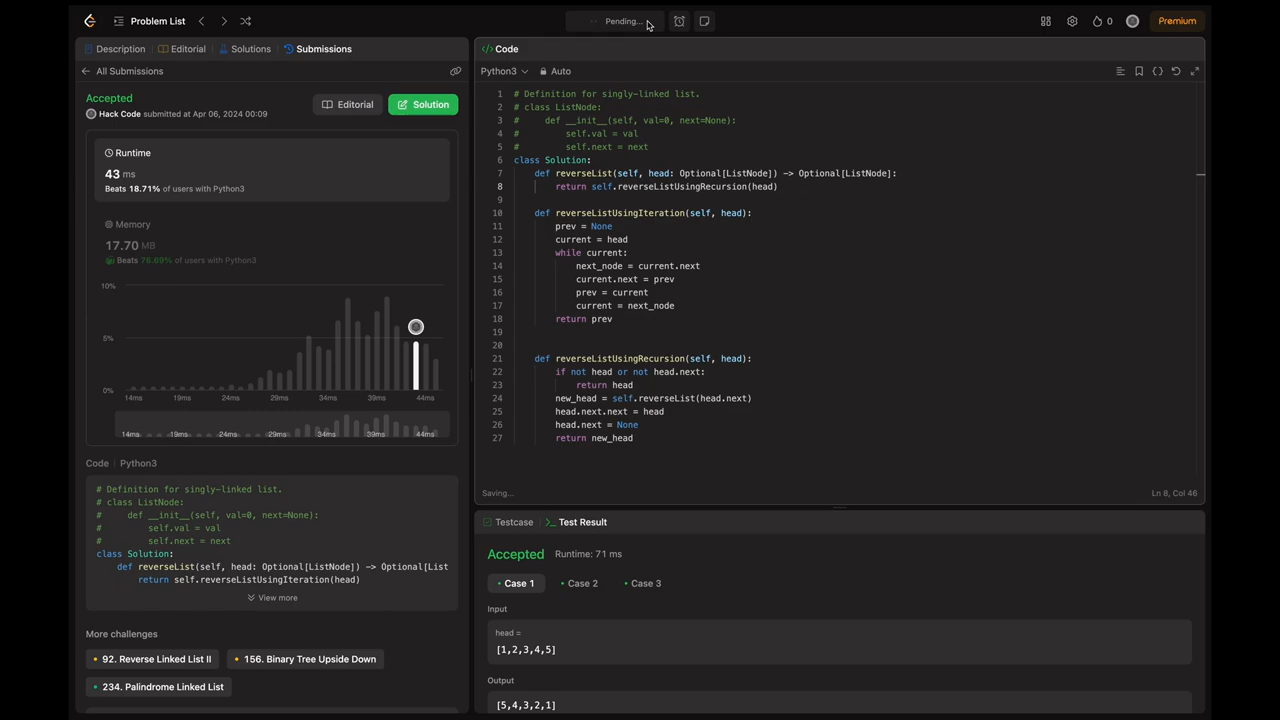 Problem List
Pending...
0
Premium
Description
Editorial
Solutions
Submissions
All Submissions
Accepted
Hack Code submitted at Apr 06, 2024 00:09
Editorial
Solution
Runtime
43 ms
Beats 18.71% of users with Python3
Memory
17.70 MB
Beats 76.69% of users with Python3
10%
5%
0%
14ms 19ms 24ms 29ms 34ms 39ms 44ms
14ms 19ms 24ms 29ms 34ms 39ms 44ms
Code
Python3
# Definition for singly-linked list.
# class ListNode:
#     def __init__(self, val=0, next=None):
#         self.val = val
#         self.next = next
class Solution:
    def reverseList(self, head: Optional[ListNode]) -> Optional[List
        return self.reverseListUsingIteration(head)
View more
More challenges
92. Reverse Linked List II
156. Binary Tree Upside Down
234. Palindrome Linked List
Code
Python3
Auto
1 # Definition for singly-linked list.
2 # class ListNode:
3 #     def __init__(self, val=0, next=None):
4 #         self.val = val
5 #         self.next = next
6 class Solution:
7     def reverseList(self, head: Optional[ListNode]) -> Optional[ListNode]:
8         return self.reverseListUsingRecursion(head)
9
10     def reverseListUsingIteration(self, head):
11         prev = None
12         current = head
13         while current:
14             next_node = current.next
15             current.next = prev
16             prev = current
17             current = next_node
18         return prev
19
20
21     def reverseListUsingRecursion(self, head):
22         if not head or not head.next:
23             return head
24         new_head = self.reverseList(head.next)
25         head.next.next = head
26         head.next = None
27         return new_head
Saving...
Ln 8, Col 46
Testcase
Test Result
Accepted
Runtime: 71 ms
Case 1
Case 2
Case 3
Input
head =
[1,2,3,4,5]
Output
[5,4,3,2,1]